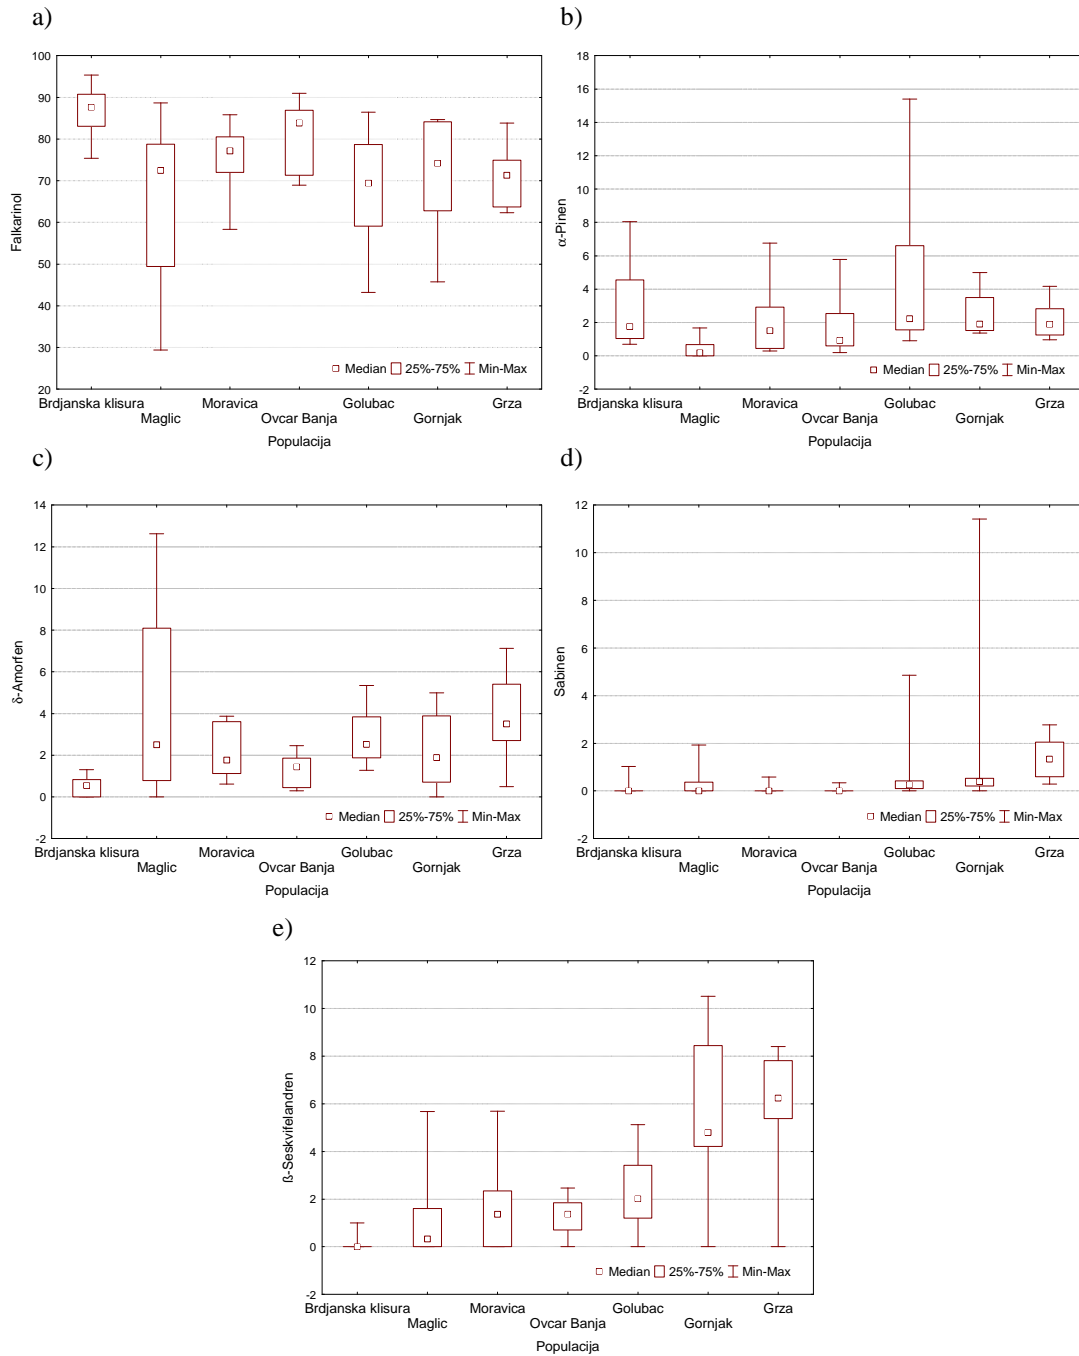 a)
100
90
80
70
60
50
40
30
20
Falkarinol
Median 25%-75% Min-Max
Brdjanska klisura Moravica Golubac Grza
Maglic Ovcar Banja Gornjak
Populacija
b)
18
16
14
12
10
8
6
4
2
0
-2
α-Pinen
Median 25%-75% Min-Max
Brdjanska klisura Moravica Golubac Grza
Maglic Ovcar Banja Gornjak
Populacija
c)
14
12
10
8
6
4
2
0
-2
δ-Amorfen
Median 25%-75% Min-Max
Brdjanska klisura Moravica Golubac Grza
Maglic Ovcar Banja Gornjak
Populacija
d)
12
10
8
6
4
2
0
-2
Sabinen
Median 25%-75% Min-Max
Brdjanska klisura Moravica Golubac Grza
Maglic Ovcar Banja Gornjak
Populacija
e)
12
10
8
6
4
2
0
-2
ß-Seskvifelandren
Median 25%-75% Min-Max
Brdjanska klisura Moravica Golubac Grza
Maglic Ovcar Banja Gornjak
Populacija